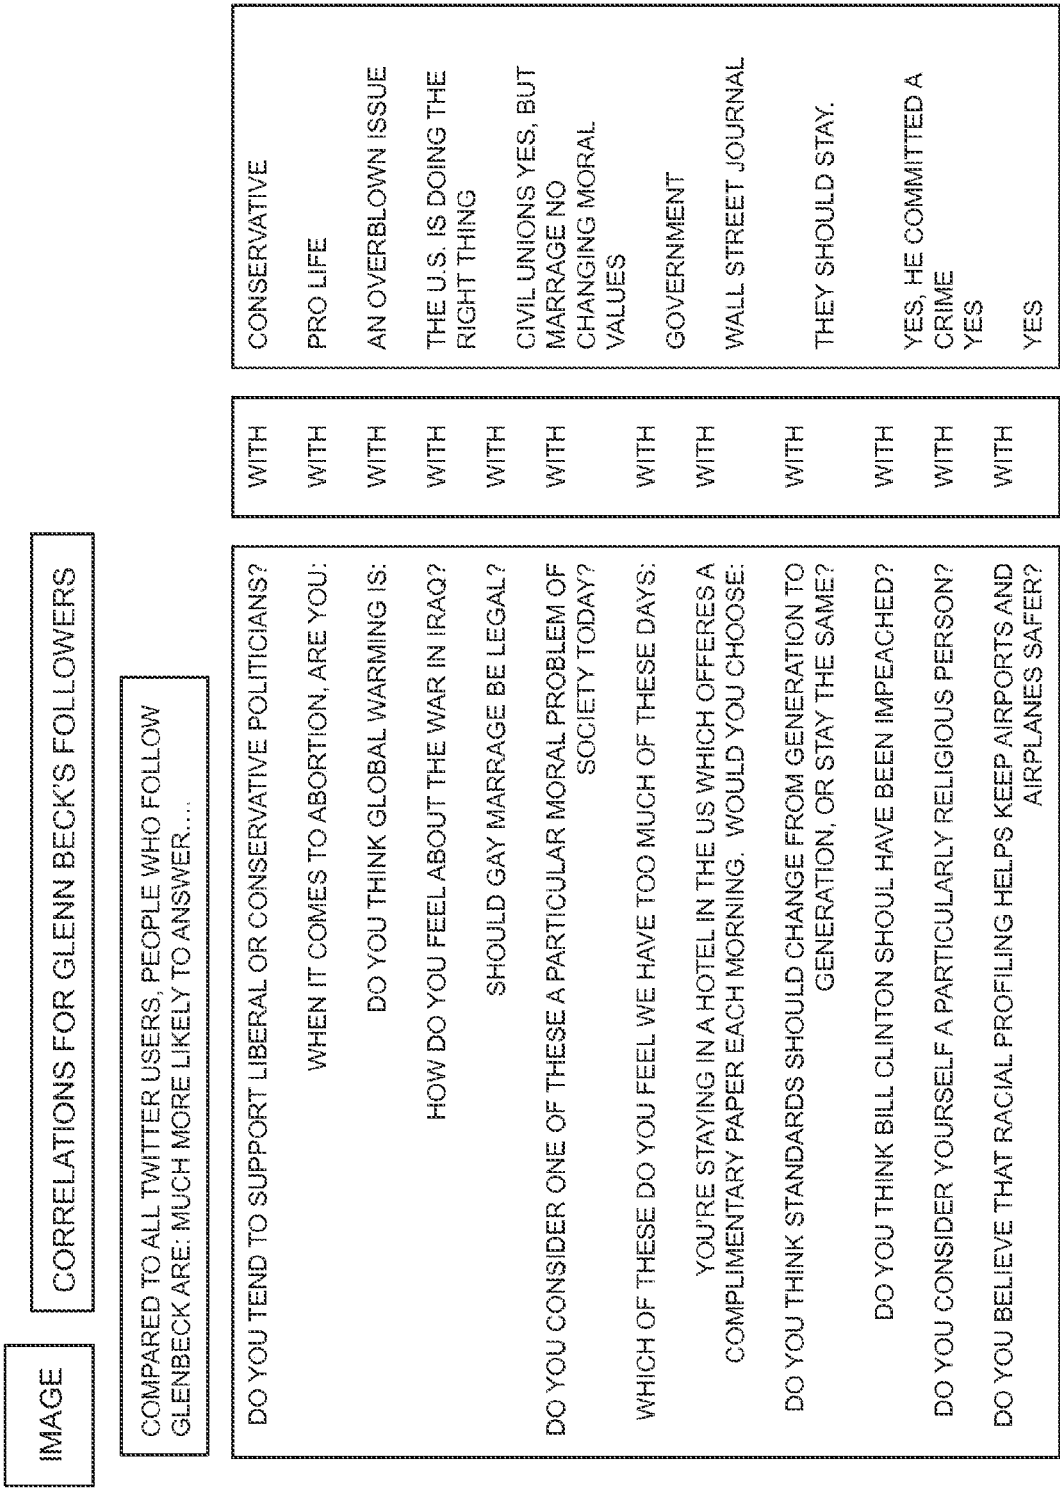 IMAGE
CORRELATIONS FOR GLENN BECK'S FOLLOWERS
COMPARED TO ALL TWITTER USERS, PEOPLE WHO FOLLOW
GLENBECK ARE: MUCH MORE LIKELY TO ANSWER....
DO YOU TEND TO SUPPORT LIBERAL OR CONSERVATIVE POLITICIANS?
WHEN IT COMES TO ABORTION, ARE YOU:
DO YOU THINK GLOBAL WARMING IS:
HOW DO YOU FEEL ABOUT THE WAR IN IRAQ?
SHOULD GAY MARRAGE BE LEGAL?
DO YOU CONSIDER ONE OF THESE A PARTICULAR MORAL PROBLEM OF
SOCIETY TODAY?
WHICH OF THESE DO YOU FEEL WE HAVE TOO MUCH OF THESE DAYS:
YOU'RE STAYING IN A HOTEL IN THE US WHICH OFFERES A
COMPLIMENTARY PAPER EACH MORNING. WOULD YOU CHOOSE:
DO YOU THINK STANDARDS SHOULD CHANGE FROM GENERATION TO
GENERATION, OR STAY THE SAME?
DO YOU THINK BILL CLINTON SHOUL HAVE BEEN IMPEACHED?
DO YOU CONSIDER YOURSELF A PARTICULARLY RELIGIOUS PERSON?
DO YOU BELIEVE THAT RACIAL PROFILING HELPS KEEP AIRPORTS AND
AIRPLANES SAFER?
WITH
WITH
WITH
WITH
WITH
WITH
WITH
WITH
WITH
WITH
WITH
WITH
CONSERVATIVE
PRO LIFE
AN OVERBLOWN ISSUE
THE U.S. IS DOING THE
RIGHT THING
CIVIL UNIONS YES, BUT
MARRAGE NO
CHANGING MORAL
VALUES
GOVERNMENT
WALL STREET JOURNAL
THEY SHOULD STAY.
YES, HE COMMITTED A
CRIME
YES
YES